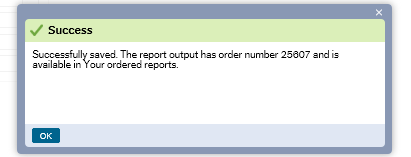 Success
Successfully saved. The report output has order number 25607 and is
available in Your ordered reports.
OK